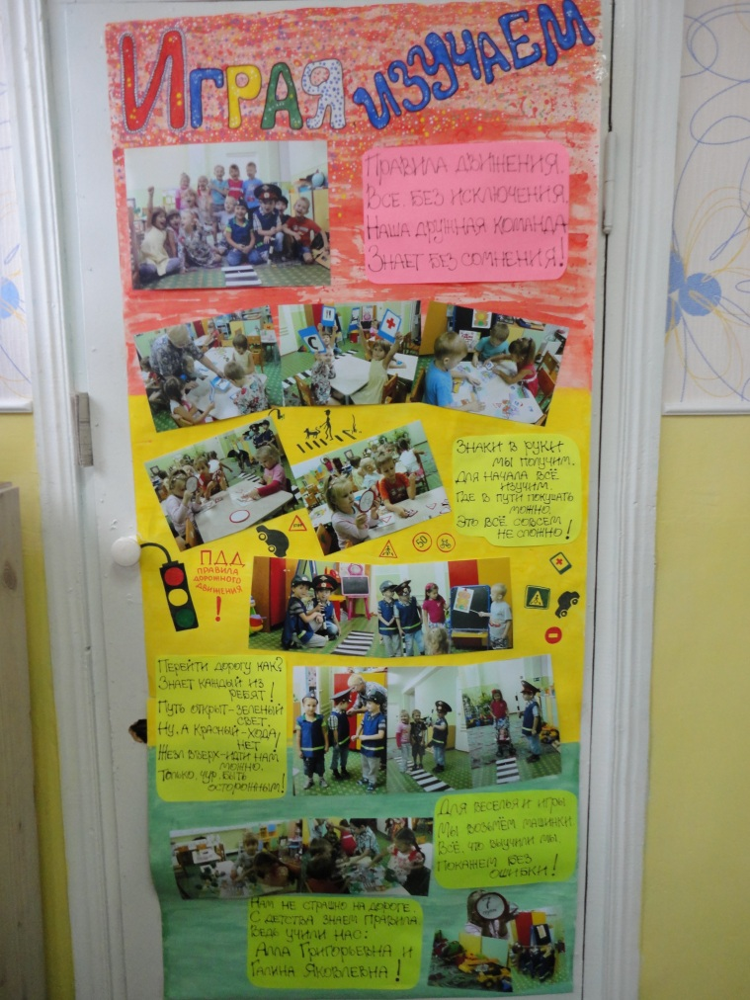 Играя изучаем
Правила движения,
Все, без исключения,
Наша дружная команда
Знает без сомнения!
Знаки в руки
мы получим,
Для начала всё
изучим.
Где в пути покушать
можно,
Это всё совсем
не сложно!
50
ПДД
правила
дорожного
движения
!
Перейти дорогу как?
Знает каждый из
ребят!
Путь открыт-зеленый
свет,
Ну, а красный-хода
нет!
Жезл вверх-идти нам
можно,
Только, чур, быть
осторожным!
Для веселья и игры
Мы возьмём машинки.
Всё, что выучили мы,
Покажем без
ошибки!
Нам не страшно на дороге,
С детства знаем правила
Ведь учили нас:
Алла Григорьевна и
Галина Яковлевна!